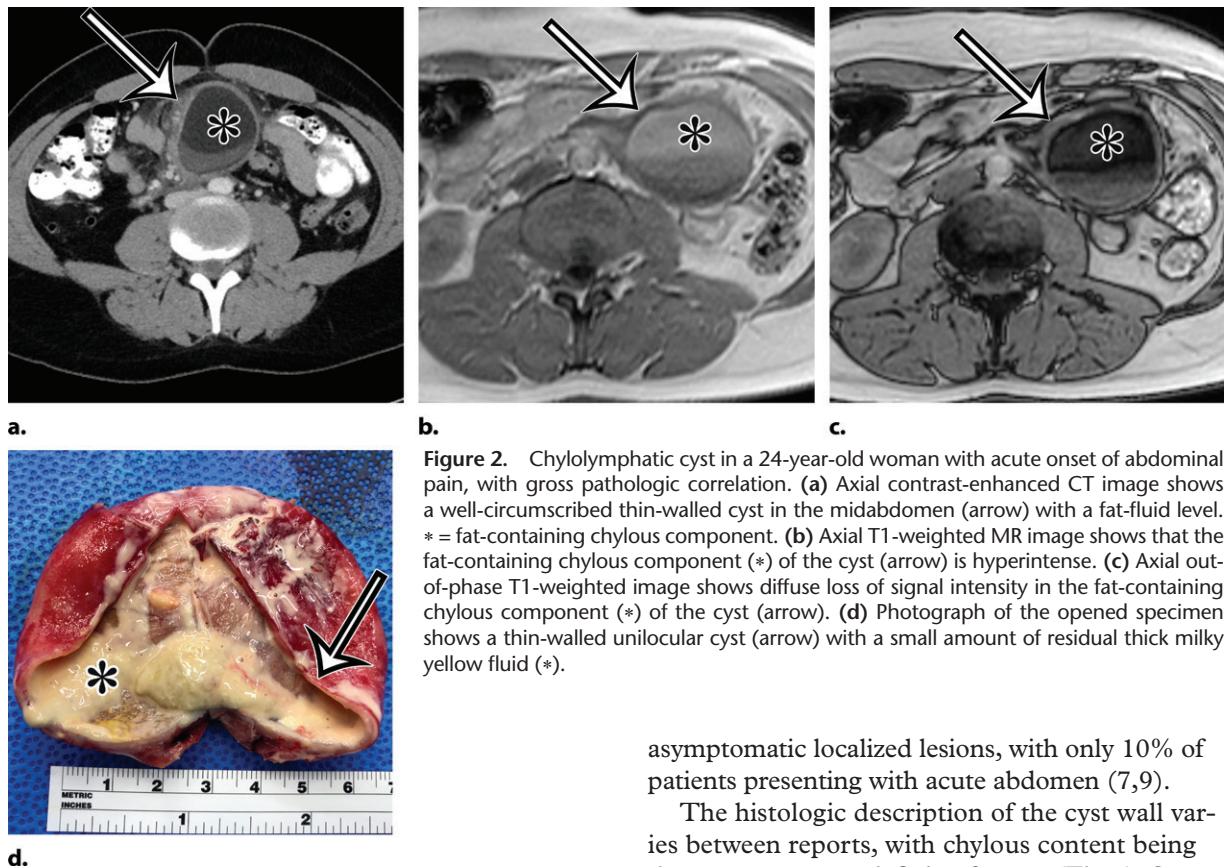 a.
b.
c.
Figure 2. Chylolymphatic cyst in a 24-year-old woman with acute onset of abdominal
pain, with gross pathologic correlation. (a) Axial contrast-enhanced CT image shows
a well-circumscribed thin-walled cyst in the midabdomen (arrow) with a fat-fluid level.
* = fat-containing chylous component. (b) Axial T1-weighted MR image shows that the
fat-containing chylous component (*) of the cyst (arrow) is hyperintense. (c) Axial out-
of-phase T1-weighted image shows diffuse loss of signal intensity in the fat-containing
chylous component (*) of the cyst (arrow). (d) Photograph of the opened specimen
shows a thin-walled unilocular cyst (arrow) with a small amount of residual thick milky
yellow fluid (*).
1 2 3 4 5 6 7
METRIC
INCHES
1 2
d.
asymptomatic localized lesions, with only 10% of
patients presenting with acute abdomen (7,9).
The histologic description of the cyst wall var-
ies between reports, with chylous content being